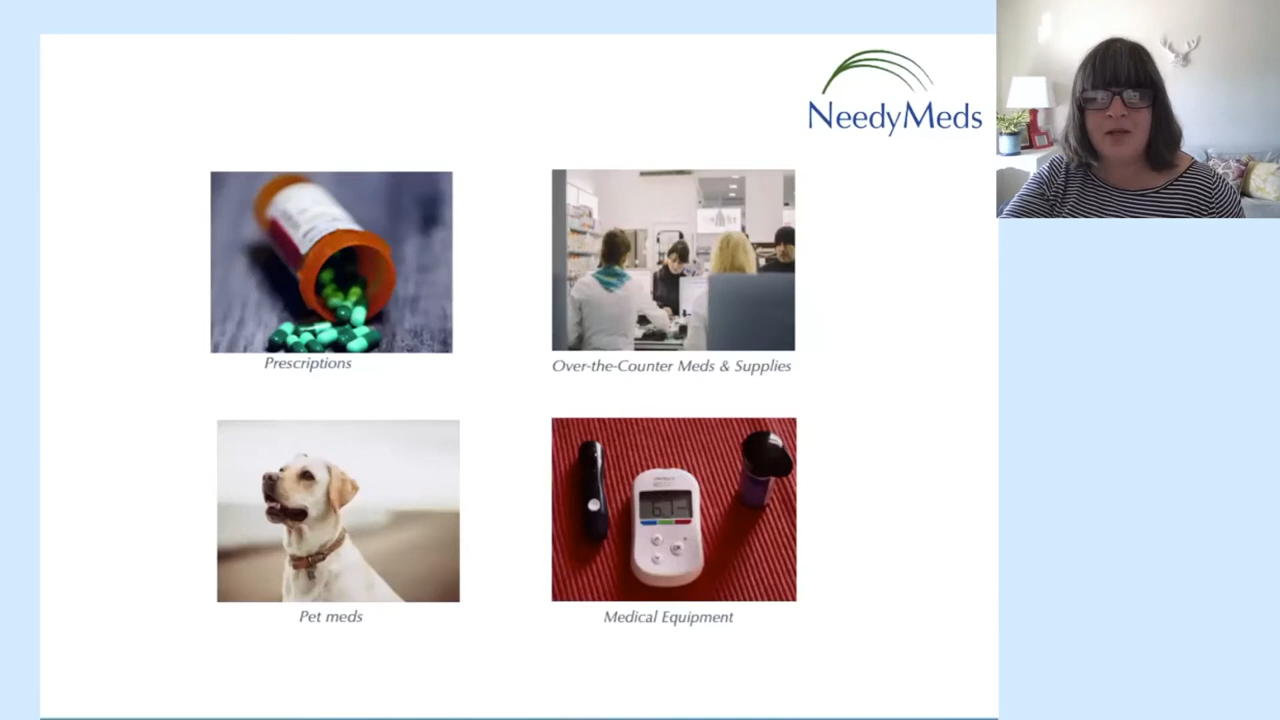 NeedyMeds
Prescriptions
Over-the-Counter Meds & Supplies
Pet meds
Medical Equipment